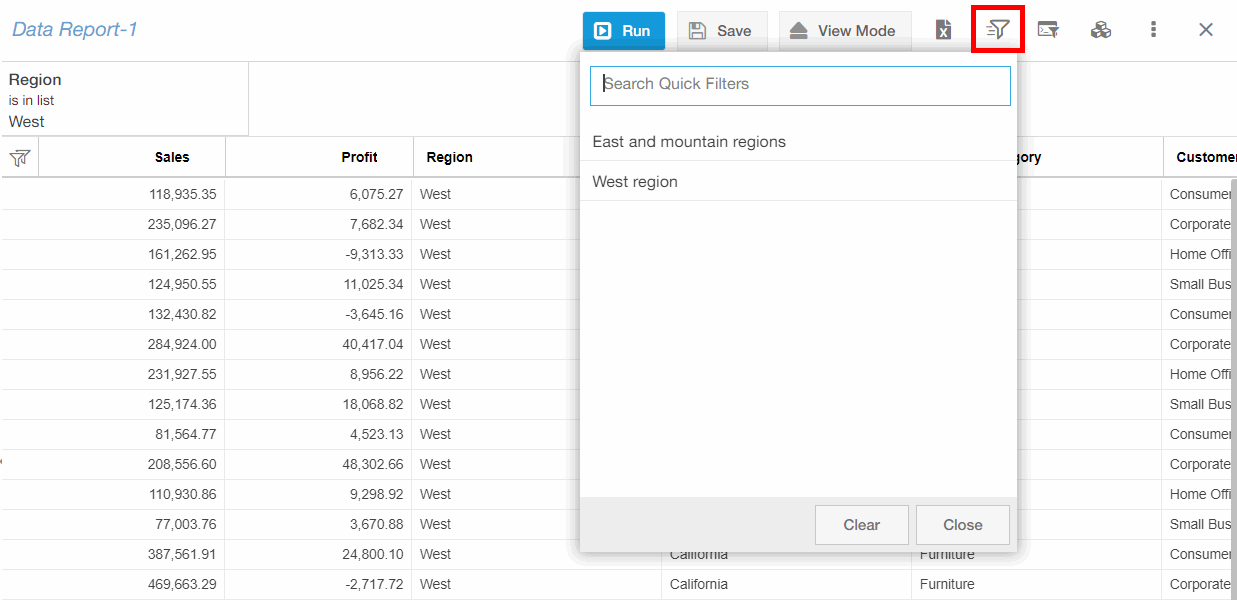 Data Report-1
Run
Save
View Mode
Search Quick Filters
East and mountain regions
West region
Clear
Close
Region
is in list
West
Sales Profit Region gory Customer
118,935.35 6,075.27 West Consumer
235,096.27 7,682.34 West Corporate
161,262.95 -9,313.33 West Home Offi
124,950.55 11,025.34 West Small Bus
132,430.82 -3,645.16 West Consumer
284,924.00 40,417.04 West Corporate
231,927.55 8,956.22 West Home Offi
125,174.36 18,068.82 West Small Bus
81,564.77 4,523.13 West Consumer
208,556.60 48,302.66 West Corporate
110,930.86 9,298.92 West Home Offi
77,003.76 3,670.88 West Small Bus
387,561.91 24,800.10 West California Furniture Consumer
469,663.29 -2,717.72 West California Furniture Corporate